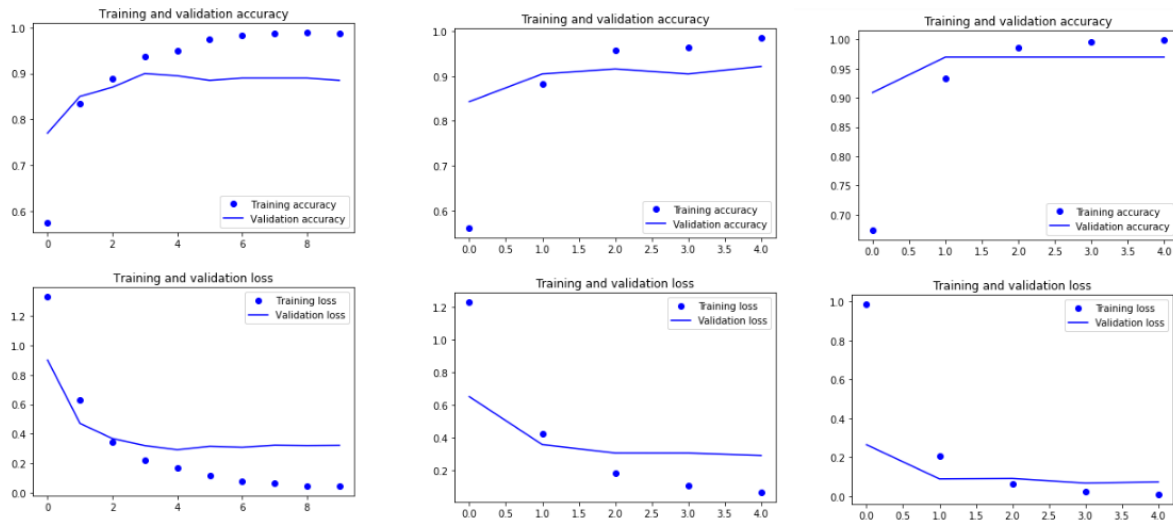 Training and validation accuracy
1.0
0.9
0.8
0.7
0.6
Training accuracy
Validation accuracy
0 2 4 6 8
Training and validation accuracy
1.0
0.9
0.8
0.7
0.6
Training accuracy
Validation accuracy
0.0 0.5 1.0 1.5 2.0 2.5 3.0 3.5 4.0
Training and validation accuracy
1.00
0.95
0.90
0.85
0.80
0.75
0.70
Training accuracy
Validation accuracy
0.0 0.5 1.0 1.5 2.0 2.5 3.0 3.5 4.0
Training and validation loss
Training loss
Validation loss
1.2
1.0
0.8
0.6
0.4
0.2
0.0
0 2 4 6 8
Training and validation loss
Training loss
Validation loss
1.2
1.0
0.8
0.6
0.4
0.2
0.0 0.5 1.0 1.5 2.0 2.5 3.0 3.5 4.0
Training and validation loss
1.0
Training loss
Validation loss
0.8
0.6
0.4
0.2
0.0
0.0 0.5 1.0 1.5 2.0 2.5 3.0 3.5 4.0